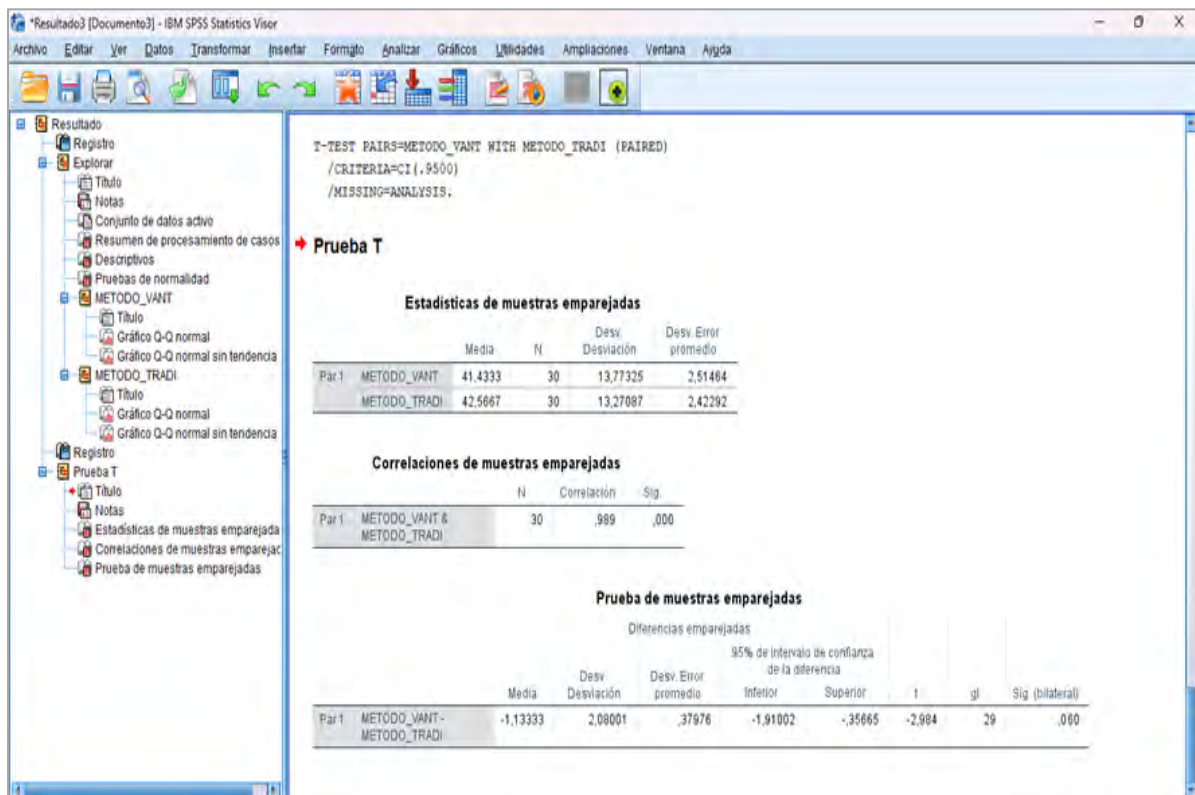 *Resultado3 [Documento3] - IBM SPSS Statistics Visor
Archivo Editar Ver Datos Transformar Insertar Formato Analizar Gráficos Utilidades Ampliaciones Ventana Ayuda
Resultado
Registro
Explorar
Título
Notas
Conjunto de datos activo
Resumen de procesamiento de casos
Descriptivos
Pruebas de normalidad
METODO_VANT
Título
Gráfico Q-Q normal
Gráfico Q-Q normal sin tendencia
METODO_TRADI
Título
Gráfico Q-Q normal
Gráfico Q-Q normal sin tendencia
Registro
Prueba T
Título
Notas
Estadísticas de muestras emparejada
Correlaciones de muestras emparejac
Prueba de muestras emparejadas
T-TEST PAIRS=METODO_VANT WITH METODO_TRADI (PAIRED)
/CRITERIA=CI(.9500)
/MISSING=ANALYSIS.
Prueba T
Estadísticas de muestras emparejadas
Media N Desv. Desviación Desv. Error promedio
Par 1 METODO_VANT 41,4333 30 13,77325 2,51464
METODO_TRADI 42,5667 30 13,27087 2,42292
Correlaciones de muestras emparejadas
N Correlación Sig.
Par 1 METODO_VANT & METODO_TRADI 30 ,989 ,000
Prueba de muestras emparejadas
Diferencias emparejadas
95% de intervalo de confianza de la diferencia
Media Desv. Desviación Desv. Error promedio Inferior Superior t gl Sig. (bilateral)
Par 1 METODO_VANT - METODO_TRADI -1,13333 2,08001 ,37976 -1,91002 -,35665 -2,984 29 ,060